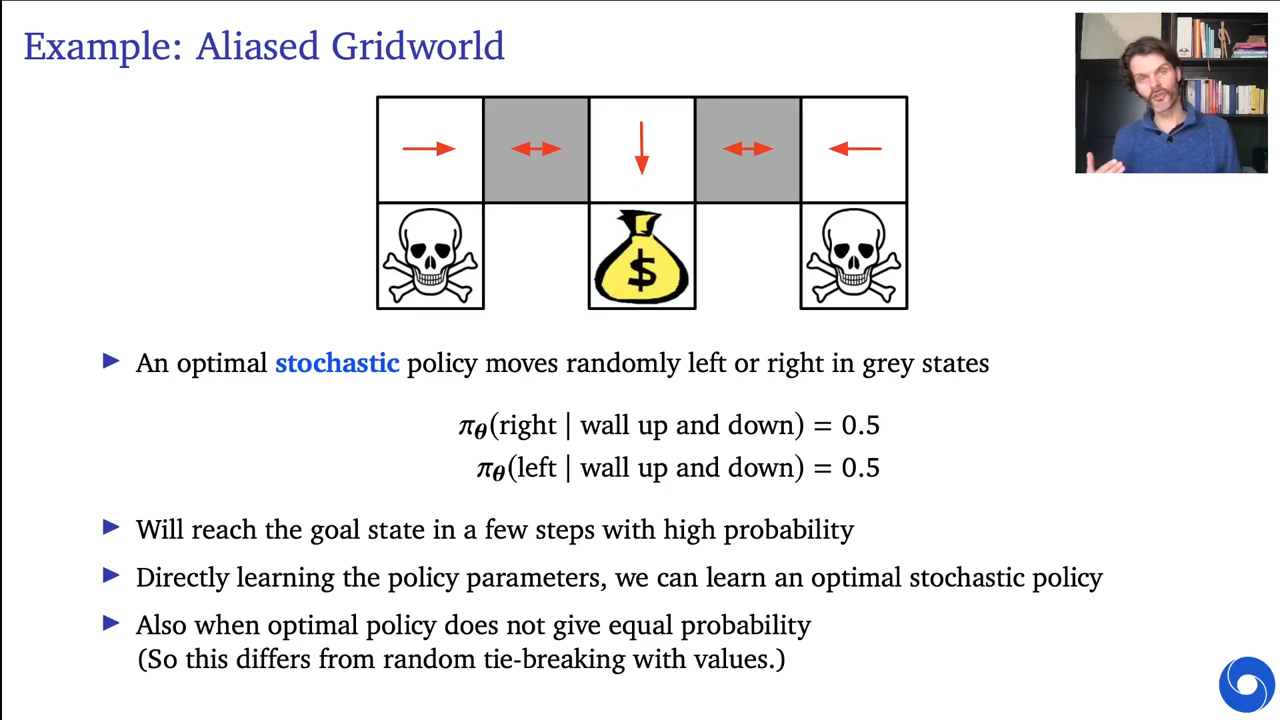 Example: Aliased Gridworld
$
▶ An optimal stochastic policy moves randomly left or right in grey states
π𝜽(right | wall up and down) = 0.5
π𝜽(left | wall up and down) = 0.5
▶ Will reach the goal state in a few steps with high probability
▶ Directly learning the policy parameters, we can learn an optimal stochastic policy
▶ Also when optimal policy does not give equal probability
(So this differs from random tie-breaking with values.)